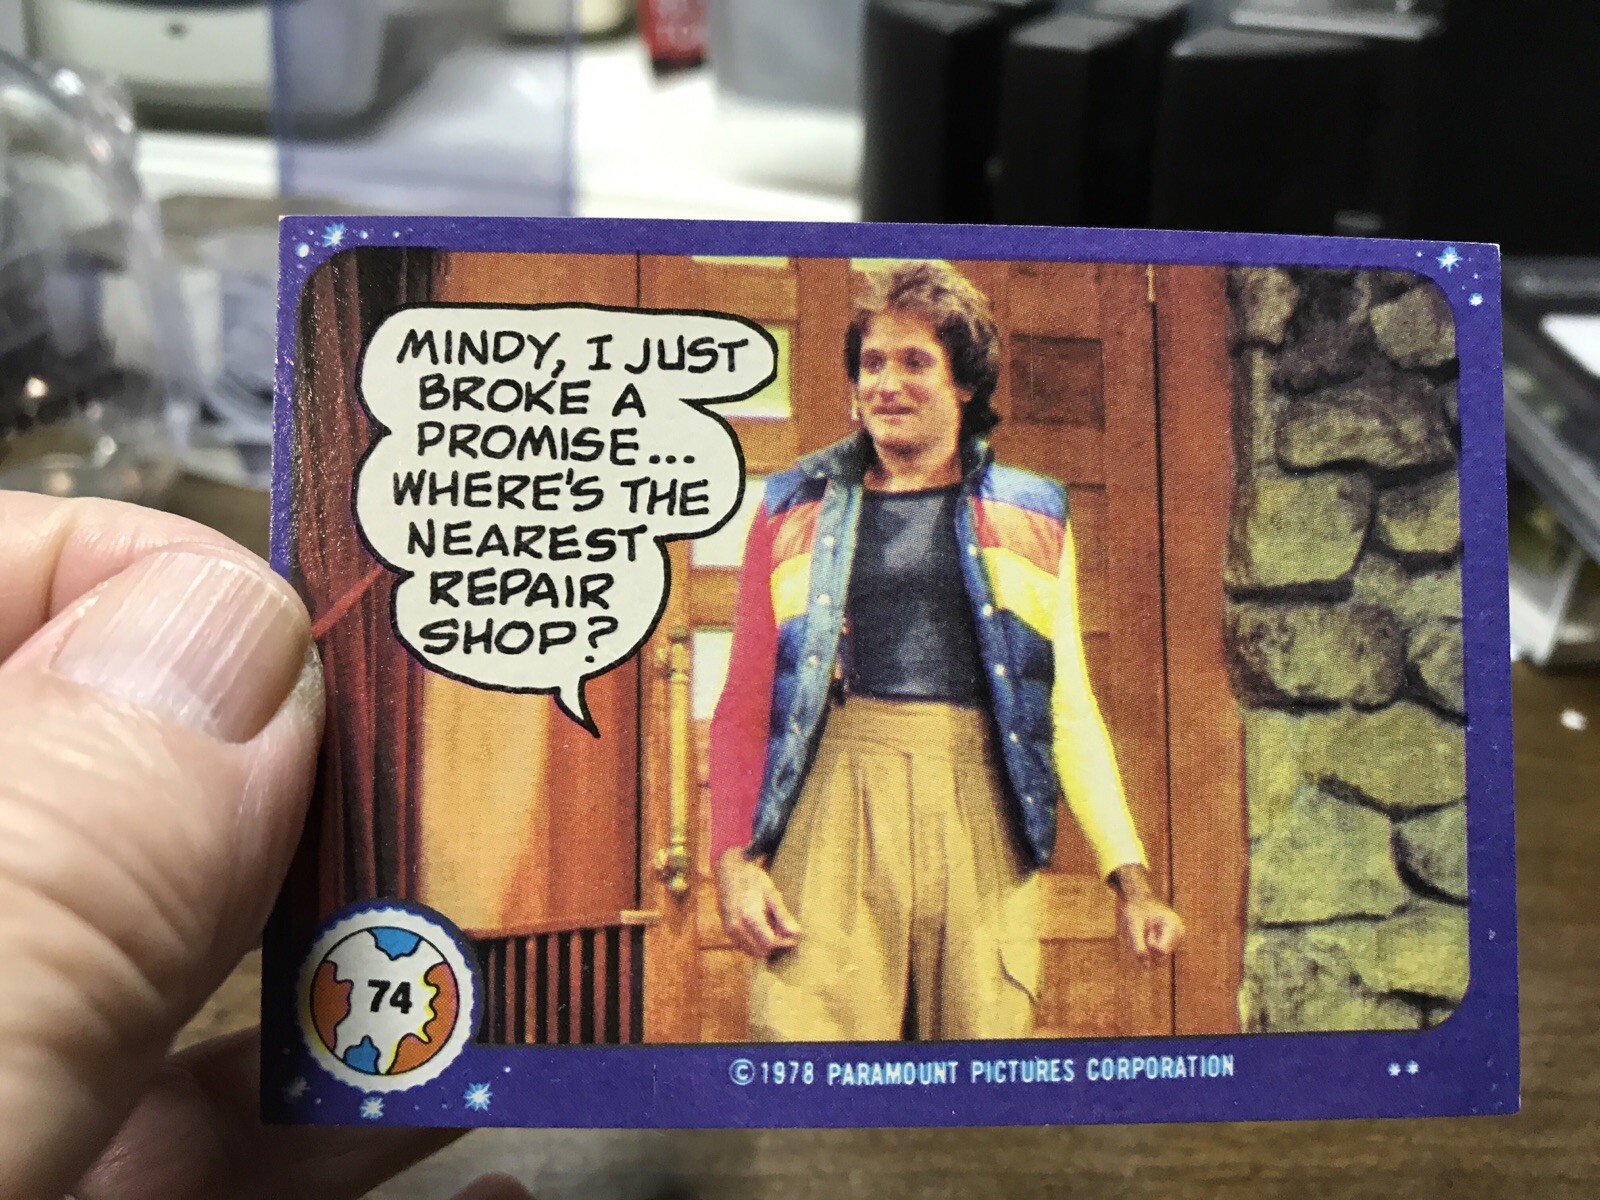 MINDY, I JUST
BROKE A
PROMISE...
WHERE'S THE
NEAREST
REPAIR
SHOP?
74
© 1978 PARAMOUNT PICTURES CORPORATION
**